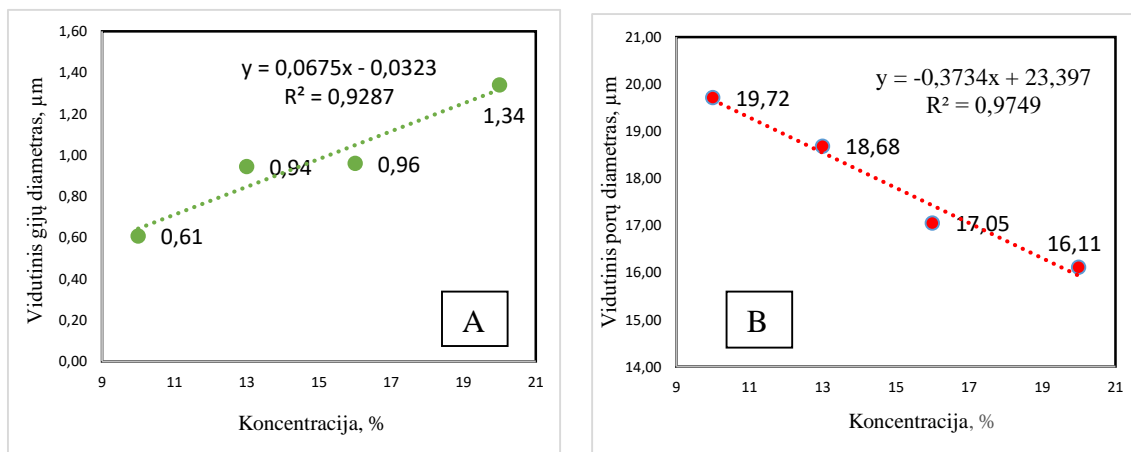 1,60
1,40
1,20
1,00
0,80
0,60
0,40
0,20
0,00
Vidutinis gijų diametras, µm
y = 0,0675x - 0,0323
R² = 0,9287
0,61
0,94
0,96
1,34
A
9 11 13 15 17 19 21
Koncentracija, %
21,00
20,00
19,00
18,00
17,00
16,00
15,00
14,00
Vidutinis porų diametras, µm
y = -0,3734x + 23,397
R² = 0,9749
19,72
18,68
17,05
16,11
B
9 11 13 15 17 19 21
Koncentracija, %